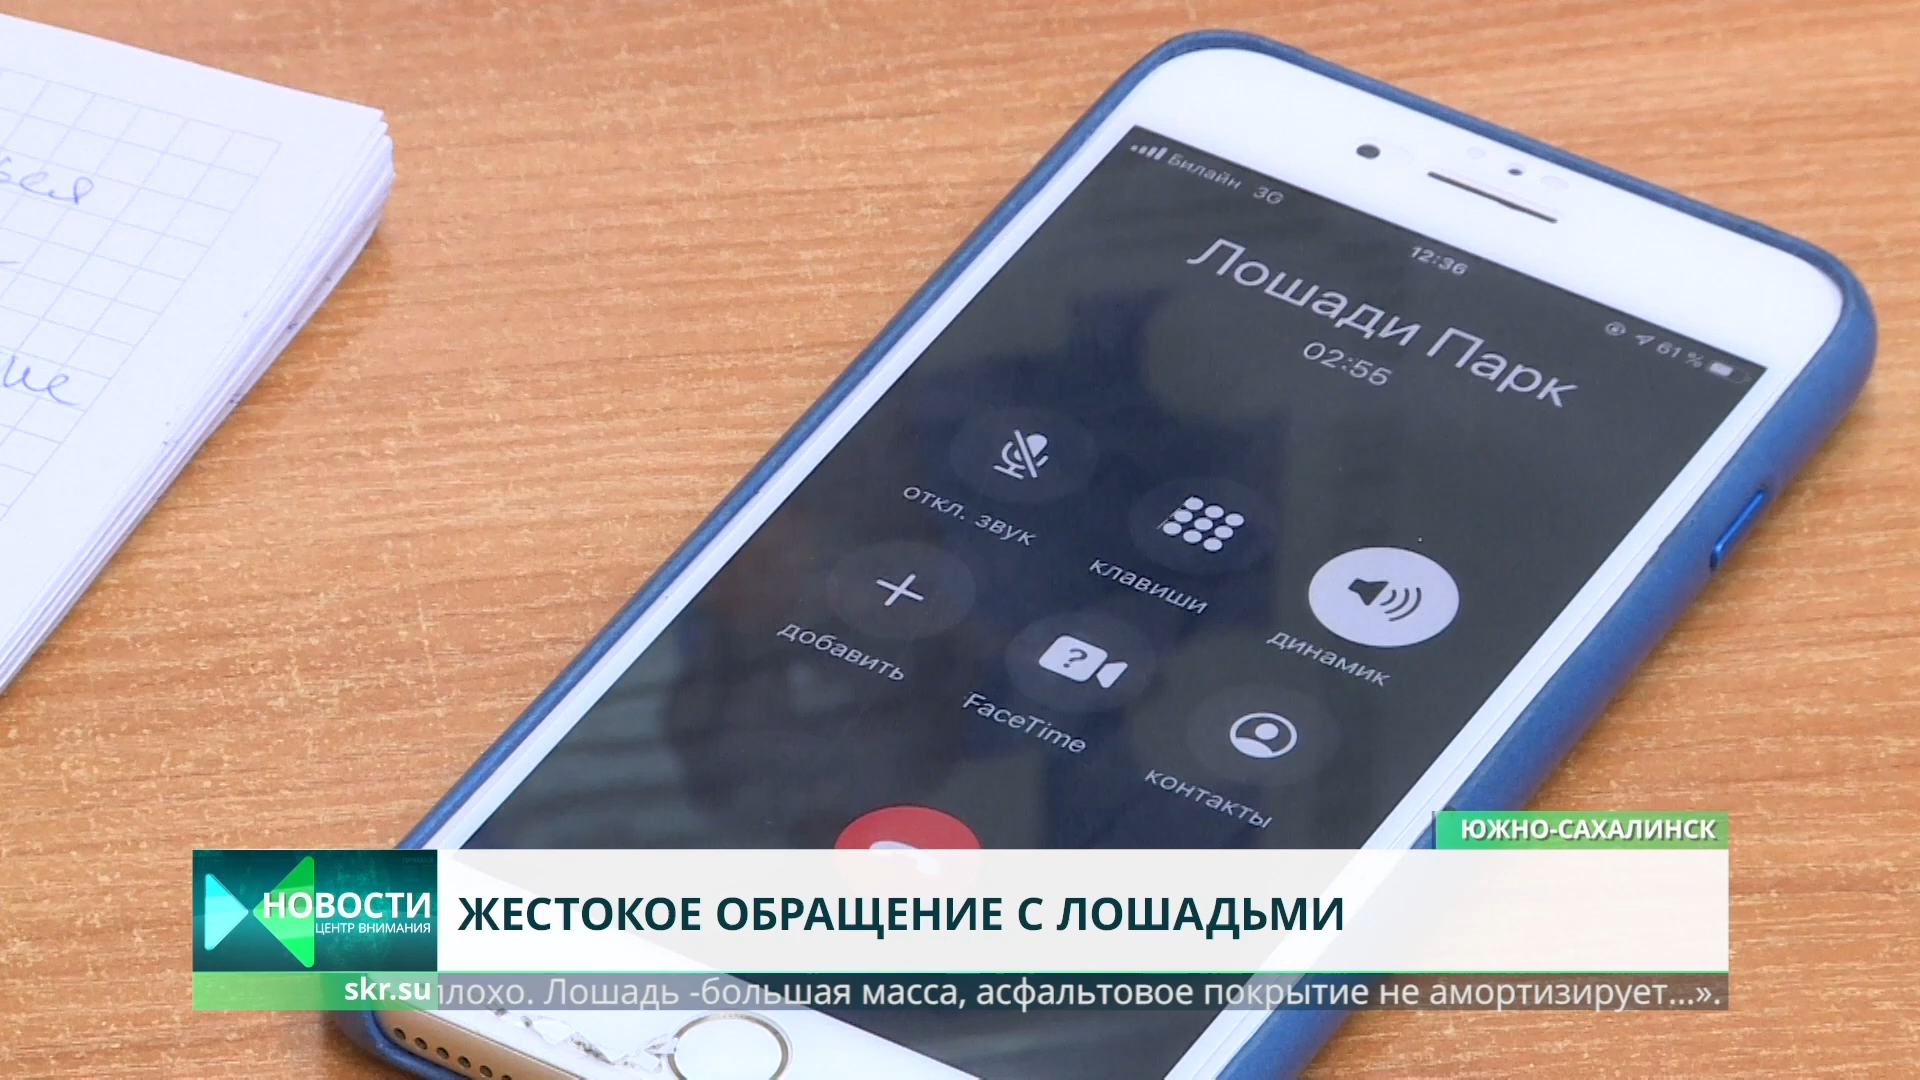 Билайн 3G
12:36
61 %
Лошади Парк
02:55
откл. звук
клавиши
динамик
добавить
FaceTime
контакты
ЮЖНО-САХАЛИНСК
НОВОСТИ
ЦЕНТР ВНИМАНИЯ
ЖЕСТОКОЕ ОБРАЩЕНИЕ С ЛОШАДЬМИ
skr.su
плохо. Лошадь -большая масса, асфальтовое покрытие не амортизирует...».